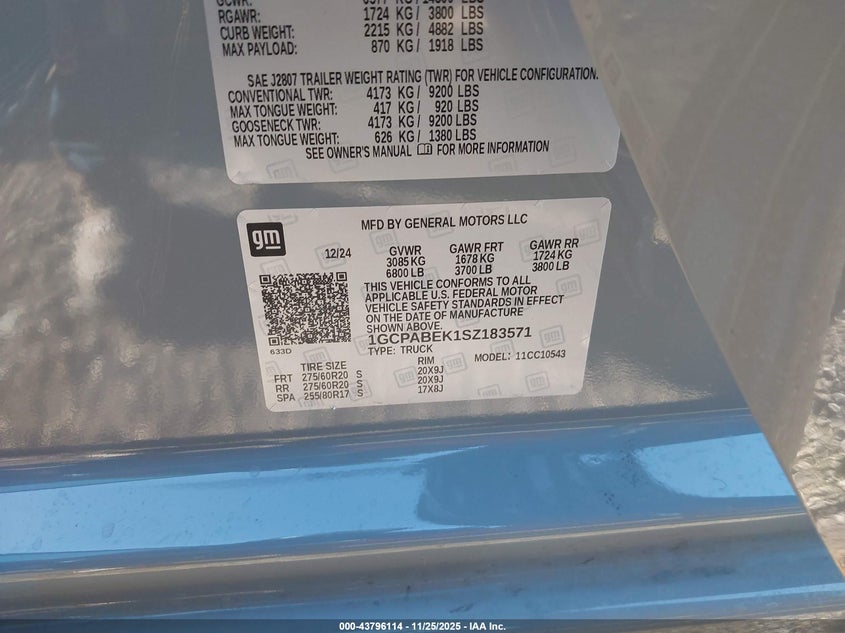 RGAWR: 1724 KG / 3800 LBS
CURB WEIGHT: 2215 KG / 4882 LBS
MAX PAYLOAD: 870 KG / 1918 LBS
SAE J2807 TRAILER WEIGHT RATING (TWR) FOR VEHICLE CONFIGURATION.
CONVENTIONAL TWR: 4173 KG / 9200 LBS
MAX TONGUE WEIGHT: 417 KG / 920 LBS
GOOSENECK TWR: 4173 KG / 9200 LBS
MAX TONGUE WEIGHT: 626 KG / 1380 LBS
SEE OWNER'S MANUAL FOR MORE INFORMATION
gm
MFD BY GENERAL MOTORS LLC
12/24 GVWR GAWR FRT GAWR RR
3085 KG 1678 KG 1724 KG
6800 LB 3700 LB 3800 LB
THIS VEHICLE CONFORMS TO ALL
APPLICABLE U.S. FEDERAL MOTOR
VEHICLE SAFETY STANDARDS IN EFFECT
ON THE DATE OF MANUFACTURE
SHOWN ABOVE.
1GCPABEK1SZ183571
633D TYPE: TRUCK MODEL: 11CC10543
TIRE SIZE RIM
FRT 275/60R20 S 20X9J
RR 275/60R20 S 20X9J
SPA 255/80R17 S 17X8J
000-43796114 - 11/25/2025 - IAA Inc.